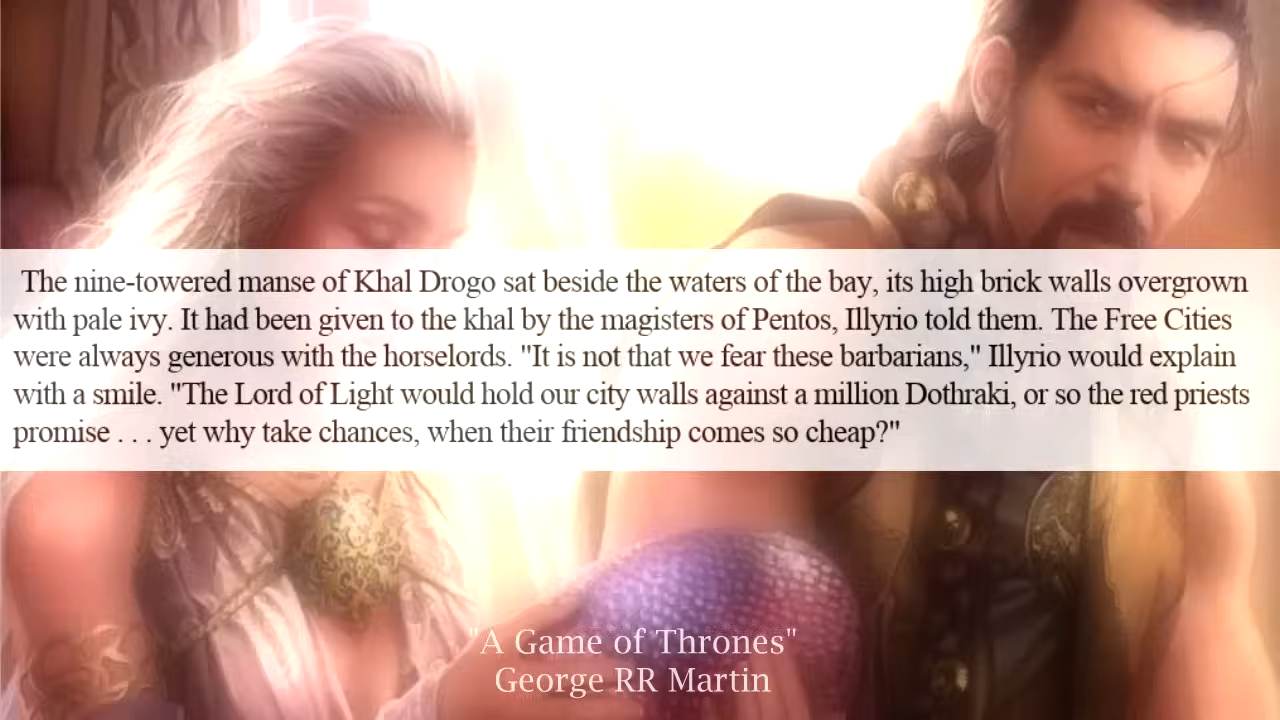 The nine-towered manse of Khal Drogo sat beside the waters of the bay, its high brick walls overgrown
with pale ivy. It had been given to the khal by the magisters of Pentos, Illyrio told them. The Free Cities
were always generous with the horselords. "It is not that we fear these barbarians," Illyrio would explain
with a smile. "The Lord of Light would hold our city walls against a million Dothraki, or so the red priests
promise . . . yet why take chances, when their friendship comes so cheap?"
"A Game of Thrones"
George RR Martin